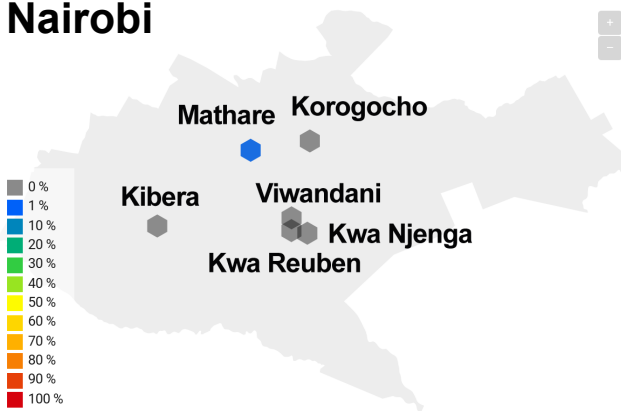 Nairobi
+
−
Mathare
Korogocho
Kibera
Viwandani
Kwa Njenga
Kwa Reuben
0 %
1 %
10 %
20 %
30 %
40 %
50 %
60 %
70 %
80 %
90 %
100 %